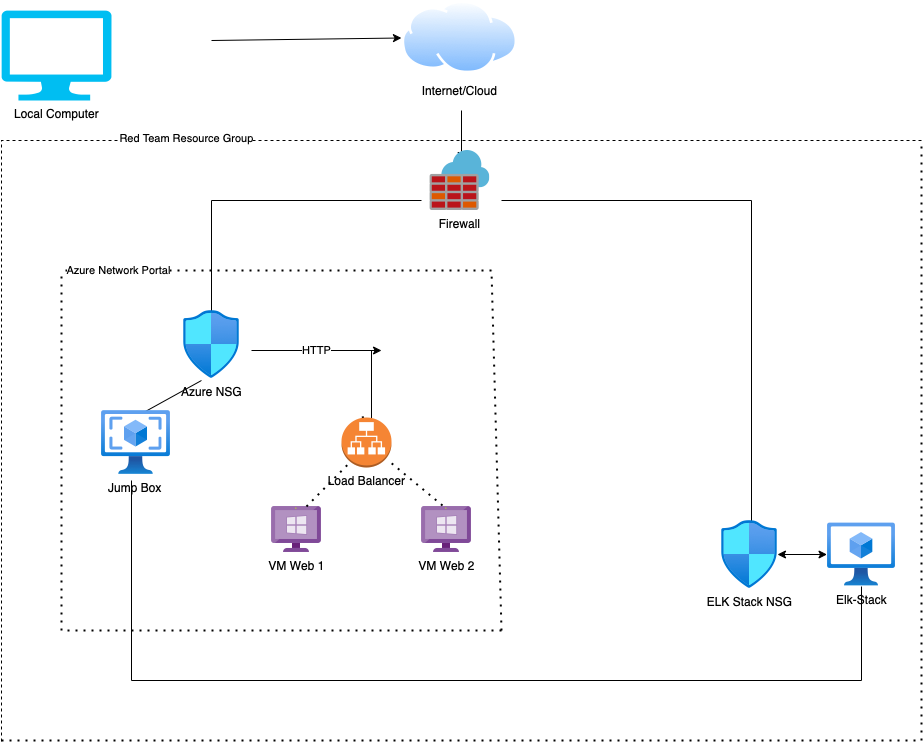 Local Computer
Internet/Cloud
Red Team Resource Group
Firewall
Azure Network Portal
HTTP
Azure NSG
Load Balancer
Jump Box
VM Web 1
VM Web 2
ELK Stack NSG
Elk-Stack